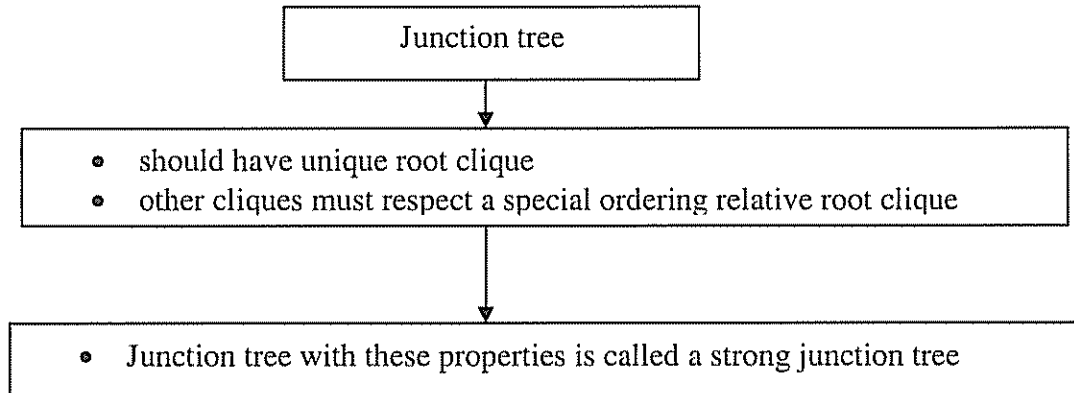 Junction tree
• should have unique root clique
• other cliques must respect a special ordering relative root clique
• Junction tree with these properties is called a strong junction tree